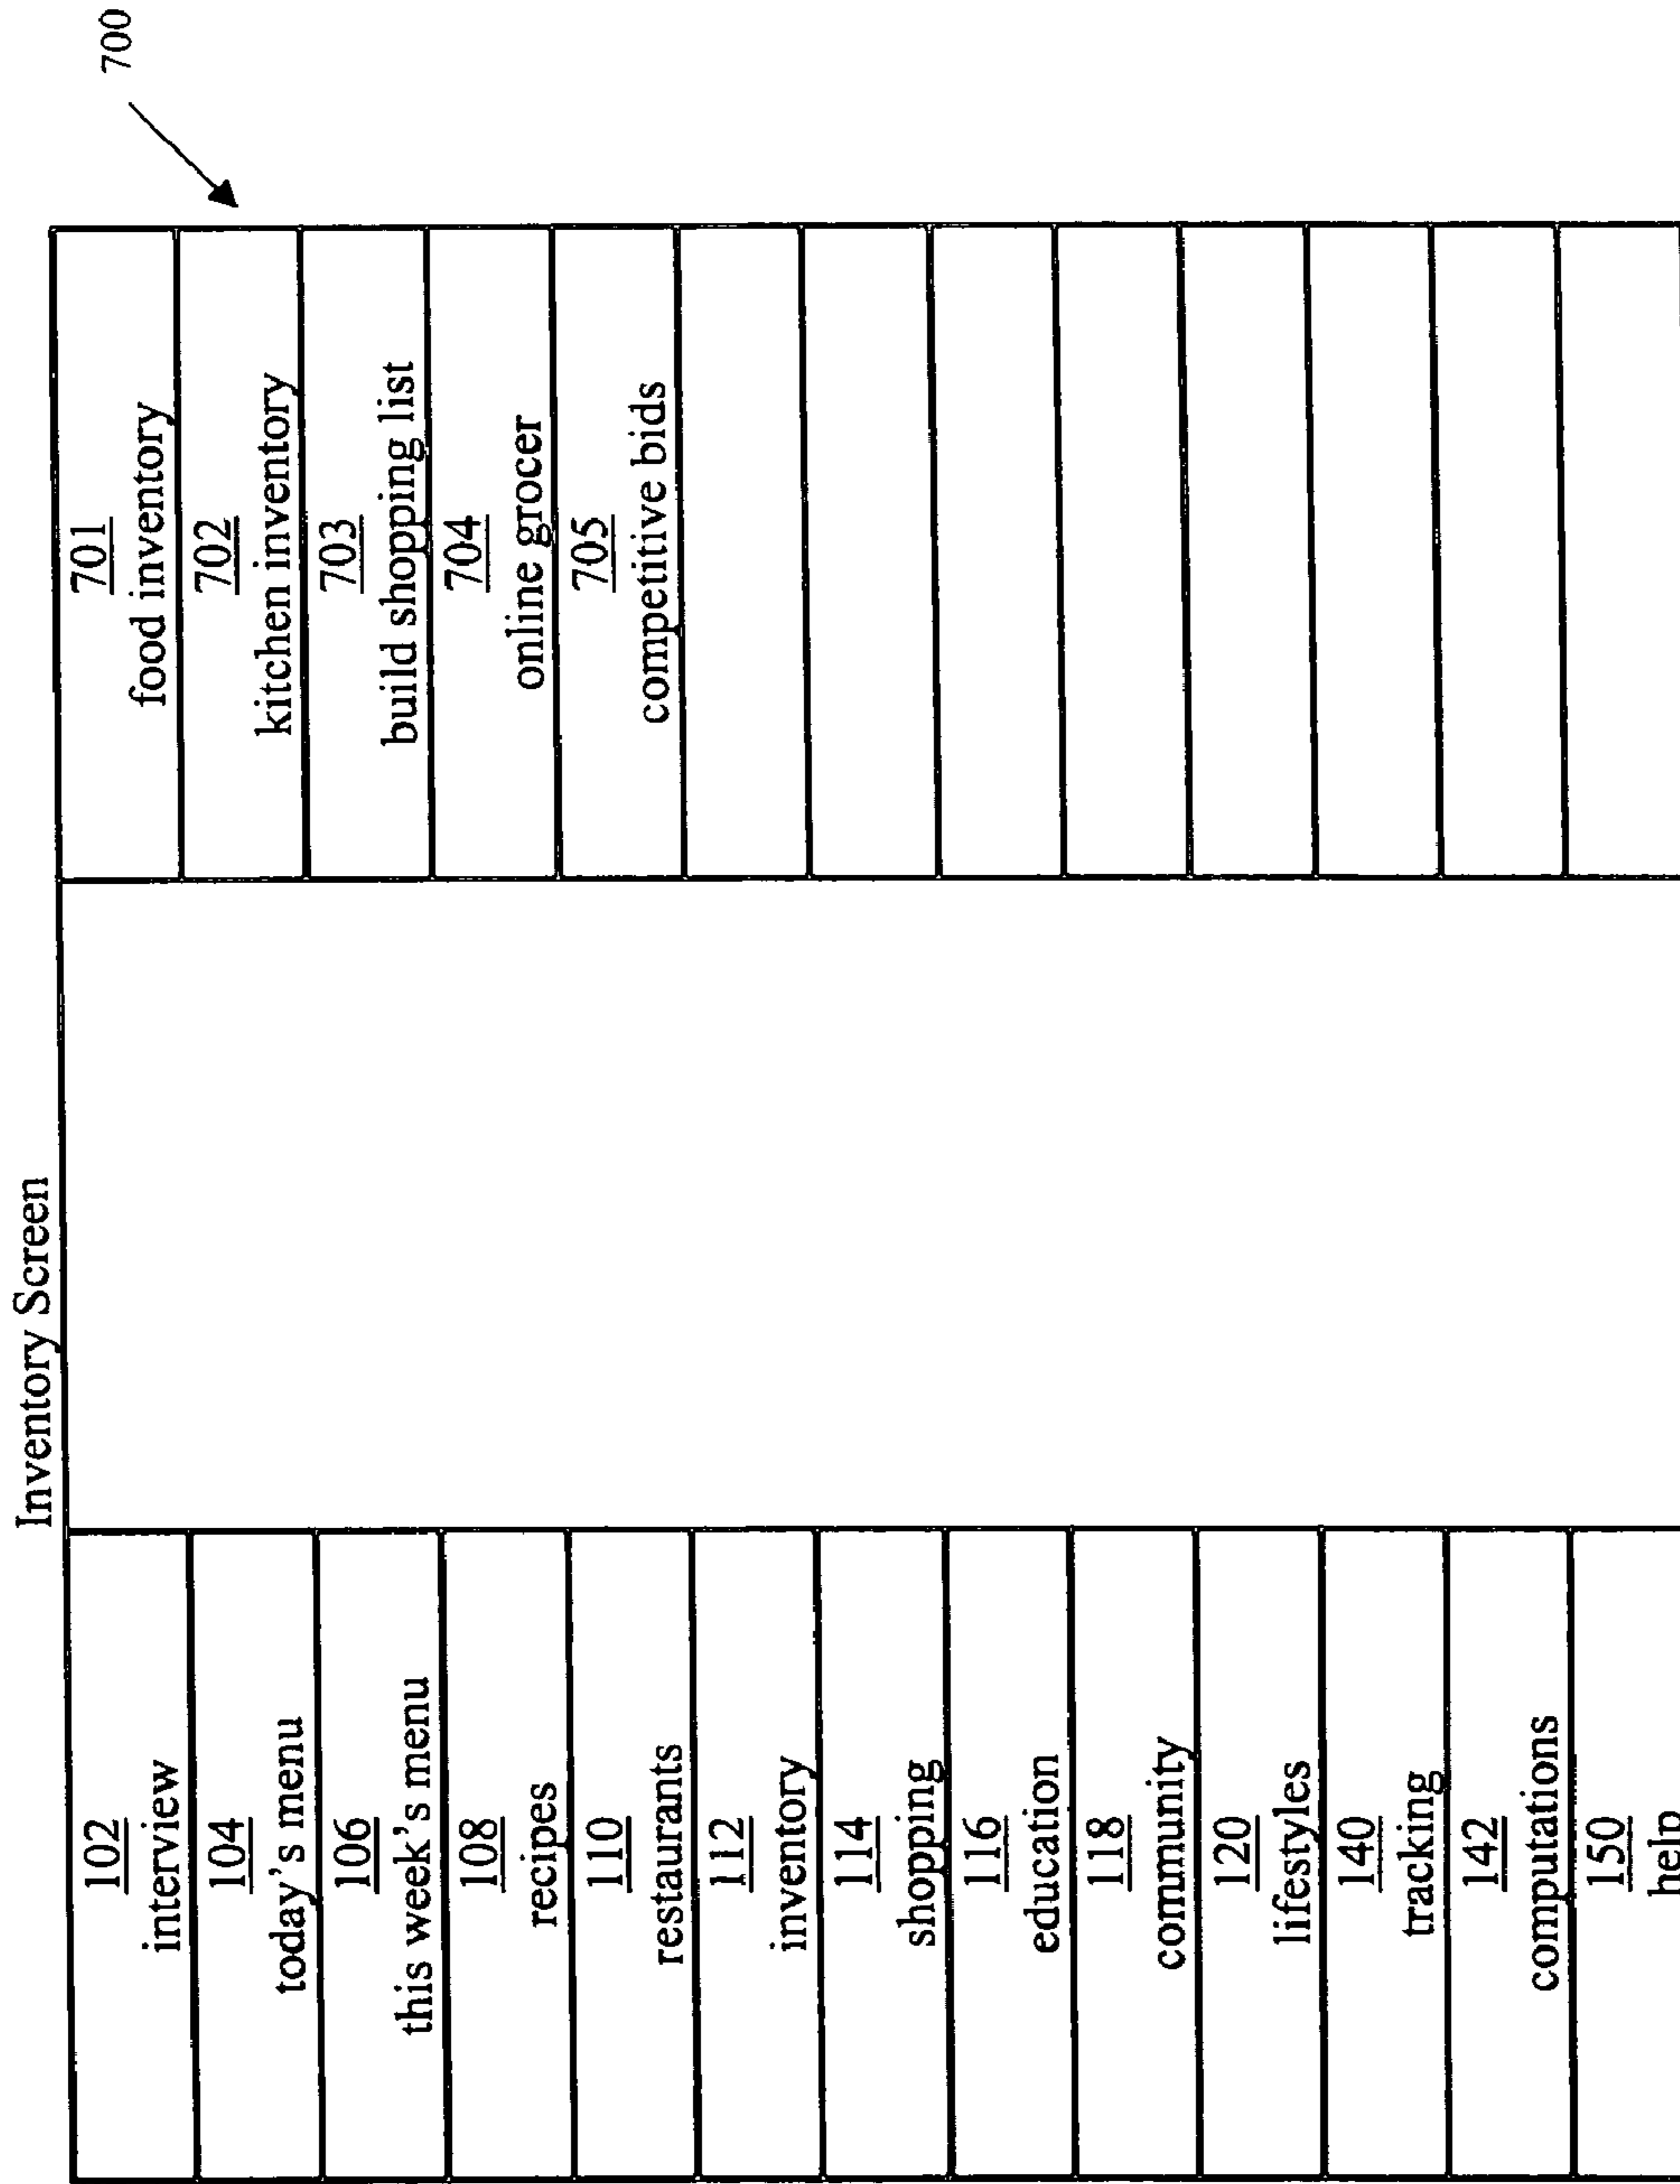 Inventory Screen
700
102
interview
104
today's menu
106
this week's menu
108
recipes
110
restaurants
112
inventory
114
shopping
116
education
118
community
120
lifestyles
140
tracking
142
computations
150
help
701
food inventory
702
kitchen inventory
703
build shopping list
704
online grocer
705
competitive bids